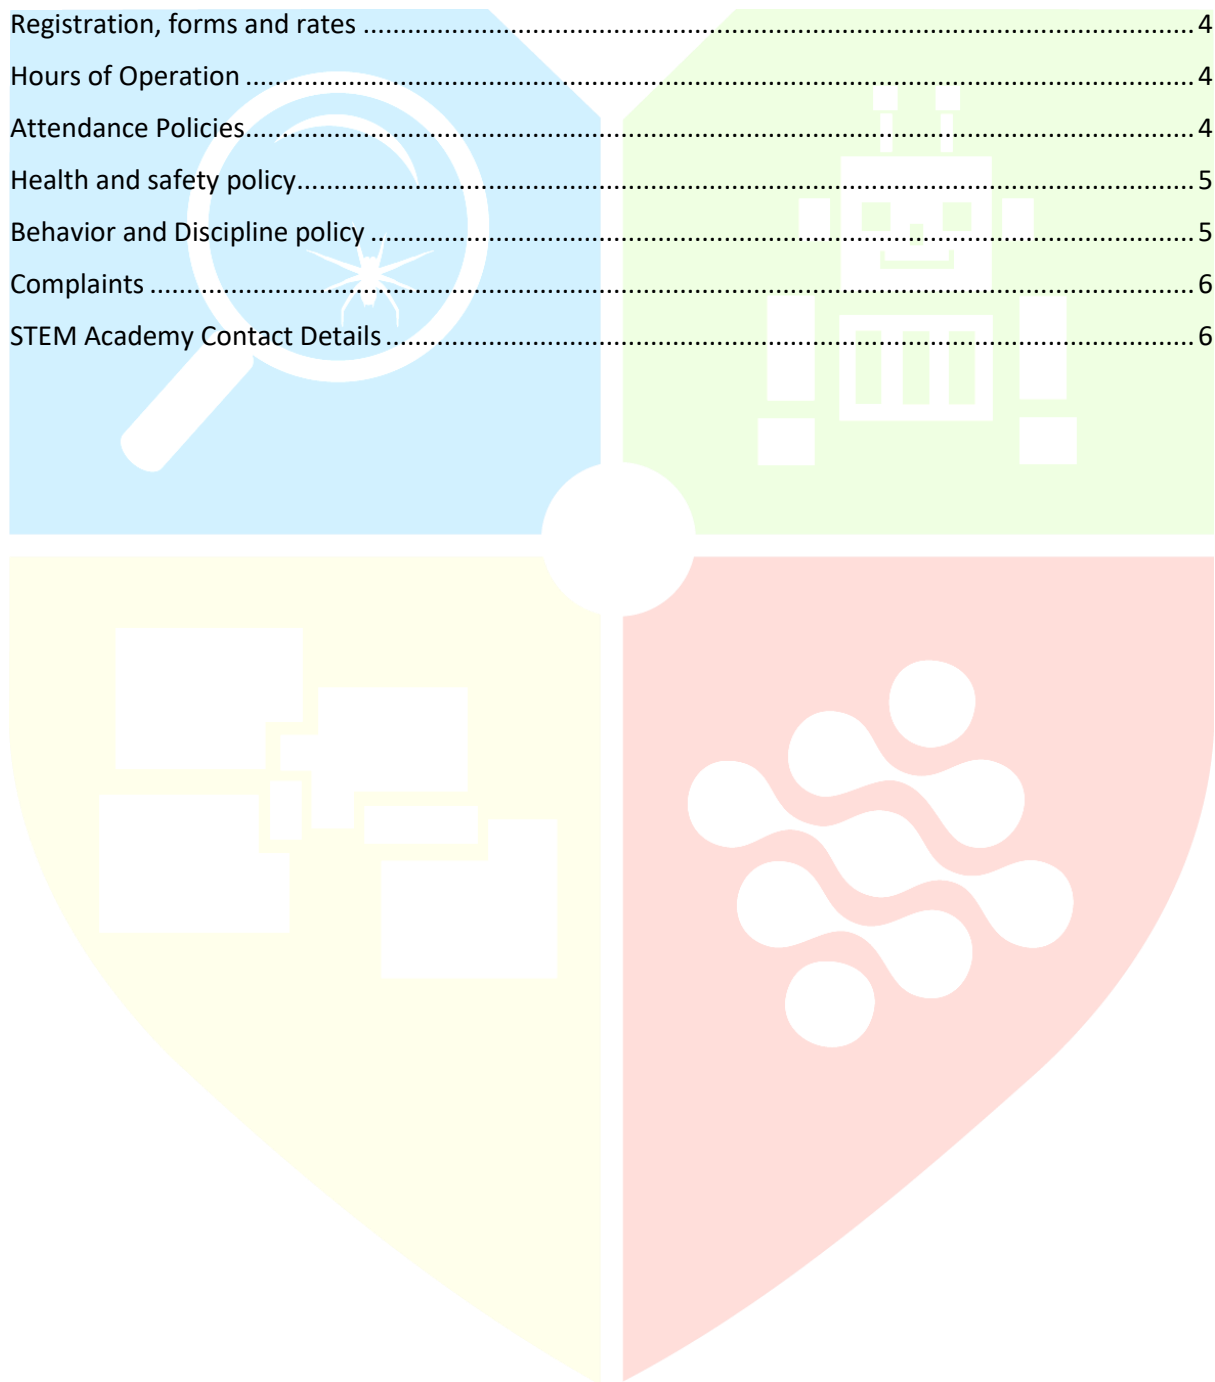 Registration, forms and rates ........................................................................................................................ 4
Hours of Operation ........................................................................................................................................ 4
Attendance Policies........................................................................................................................................ 4
Health and safety policy................................................................................................................................. 5
Behavior and Discipline policy ....................................................................................................................... 5
Complaints ..................................................................................................................................................... 6
STEM Academy Contact Details ..................................................................................................................... 6